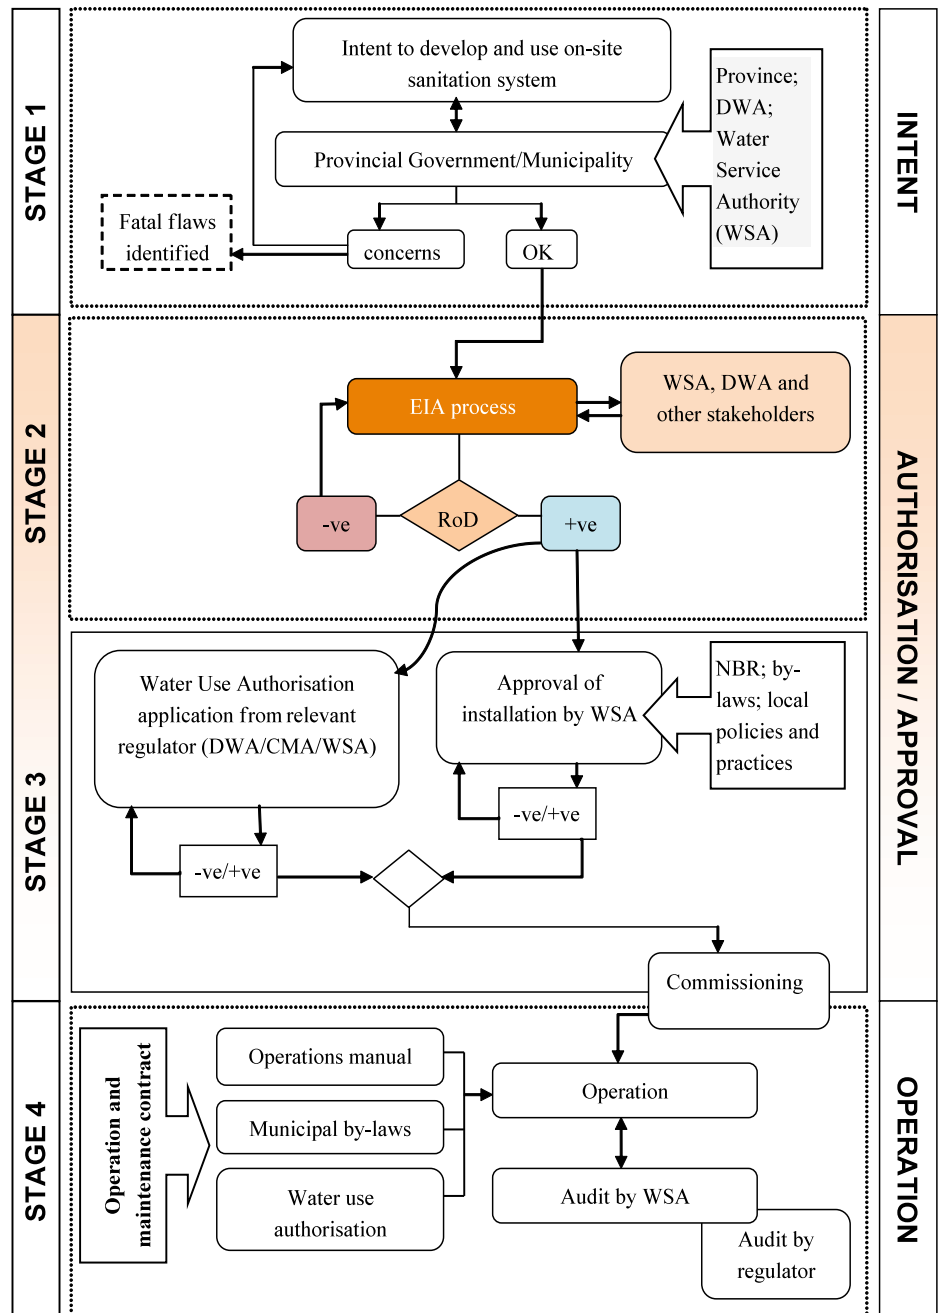 STAGE 1
INTENT
Intent to develop and use on-site
sanitation system
Province;
DWA;
Water
Service
Authority
(WSA)
Provincial Government/Municipality
Fatal flaws
identified
concerns
OK
STAGE 2
AUTHORISATION / APPROVAL
EIA process
WSA, DWA and
other stakeholders
-ve
RoD
+ve
STAGE 3
Water Use Authorisation
application from relevant
regulator (DWA/CMA/WSA)
Approval of
installation by WSA
NBR; by-
laws; local
policies and
practices
-ve/+ve
-ve/+ve
Commissioning
STAGE 4
OPERATION
Operation and
maintenance contract
Operations manual
Municipal by-laws
Water use
authorisation
Operation
Audit by WSA
Audit by
regulator